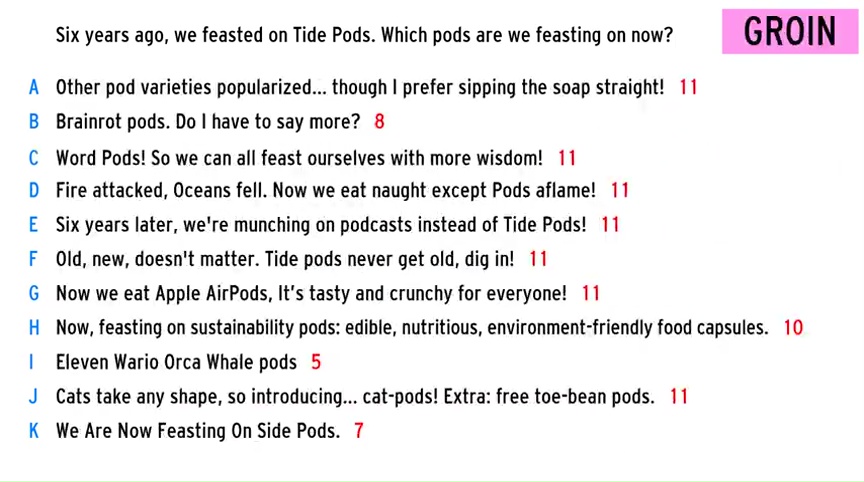 Six years ago, we feasted on Tide Pods. Which pods are we feasting on now?
GROIN
A Other pod varieties popularized... though I prefer sipping the soap straight! 11
B Brainrot pods. Do I have to say more? 8
C Word Pods! So we can all feast ourselves with more wisdom! 11
D Fire attacked, Oceans fell. Now we eat naught except Pods aflame! 11
E Six years later, we're munching on podcasts instead of Tide Pods! 11
F Old, new, doesn't matter. Tide pods never get old, dig in! 11
G Now we eat Apple AirPods, It's tasty and crunchy for everyone! 11
H Now, feasting on sustainability pods: edible, nutritious, environment-friendly food capsules. 10
I Eleven Wario Orca Whale pods 5
J Cats take any shape, so introducing... cat-pods! Extra: free toe-bean pods. 11
K We Are Now Feasting On Side Pods. 7